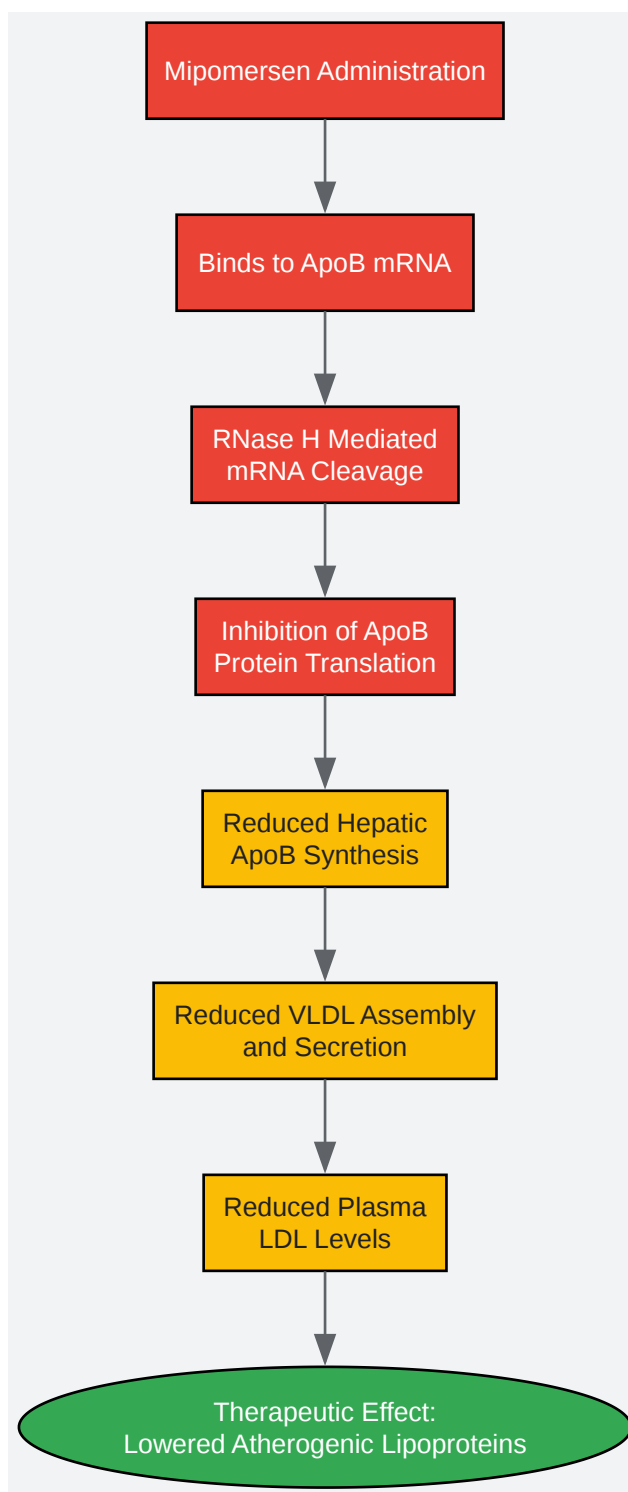 Mipomersen Administration
Binds to ApoB mRNA
RNase H Mediated
mRNA Cleavage
Inhibition of ApoB
Protein Translation
Reduced Hepatic
ApoB Synthesis
Reduced VLDL Assembly
and Secretion
Reduced Plasma
LDL Levels
Therapeutic Effect:
Lowered Atherogenic Lipoproteins